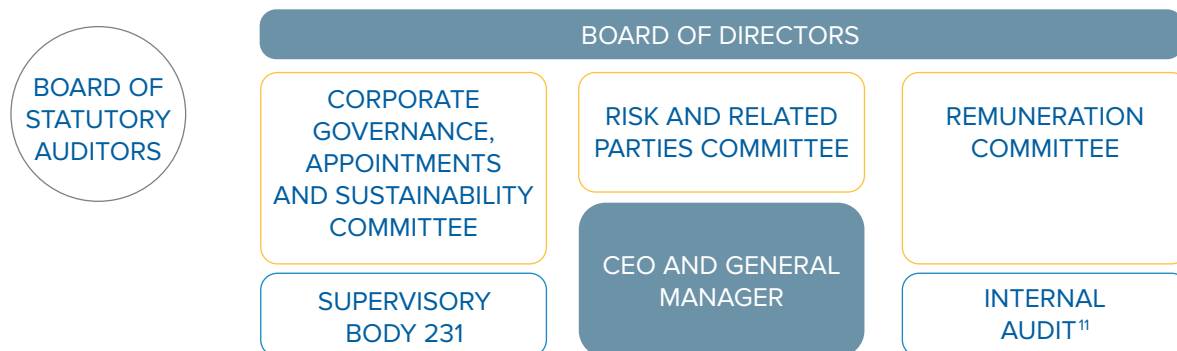 BOARD OF DIRECTORS
BOARD OF
STATUTORY
AUDITORS
CORPORATE
GOVERNANCE,
APPOINTMENTS
AND SUSTAINABILITY
COMMITTEE
RISK AND RELATED
PARTIES COMMITTEE
REMUNERATION
COMMITTEE
CEO AND GENERAL
MANAGER
SUPERVISORY
BODY 231
INTERNAL
AUDIT¹¹